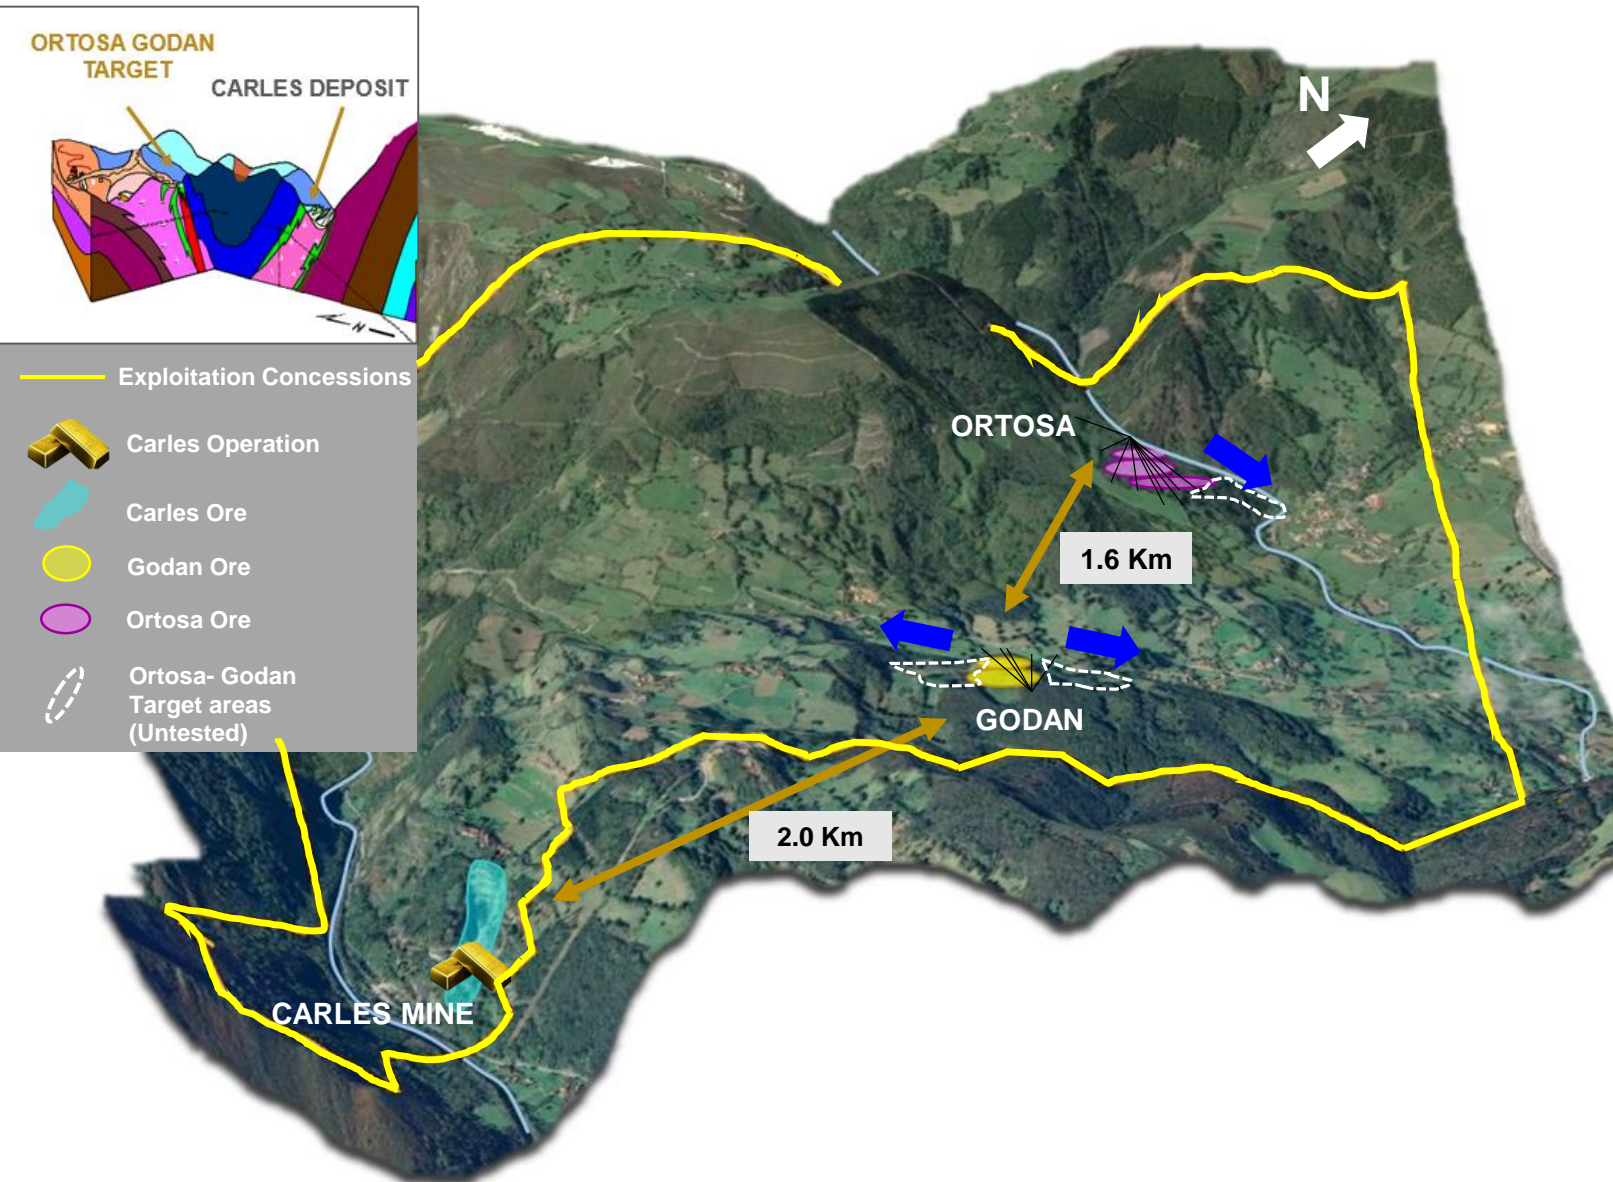 ORTOSA GODAN
TARGET
CARLES DEPOSIT
N
Exploitation Concessions
Carles Operation
Carles Ore
Godan Ore
Ortosa Ore
Ortosa- Godan
Target areas
(Untested)
N
ORTOSA
1.6 Km
GODAN
2.0 Km
CARLES MINE